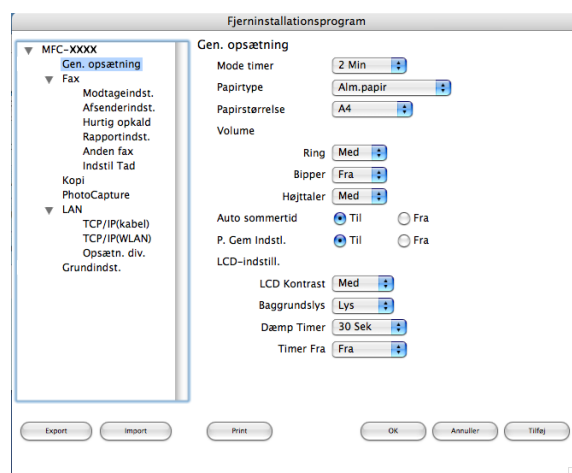 Fjerninstallationsprogram
MFC-XXXX
Gen. opsætning
Fax
Modtageindst.
Afsenderindst.
Hurtig opkald
Rapportindst.
Anden fax
Indstil Tad
Kopi
PhotoCapture
LAN
TCP/IP(kabel)
TCP/IP(WLAN)
Opsætn. div.
Grundindst.
Gen. opsætning
Mode timer 2 Min
Papirtype Alm.papir
Papirstørrelse A4
Volume
Ring Med
Bipper Fra
Højttaler Med
Auto sommertid Til Fra
P. Gem Indstl. Til Fra
LCD-indstill.
LCD Kontrast Med
Baggrundslys Lys
Dæmp Timer 30 Sek
Timer Fra Fra
Export Import Print OK Annuller Tilføj